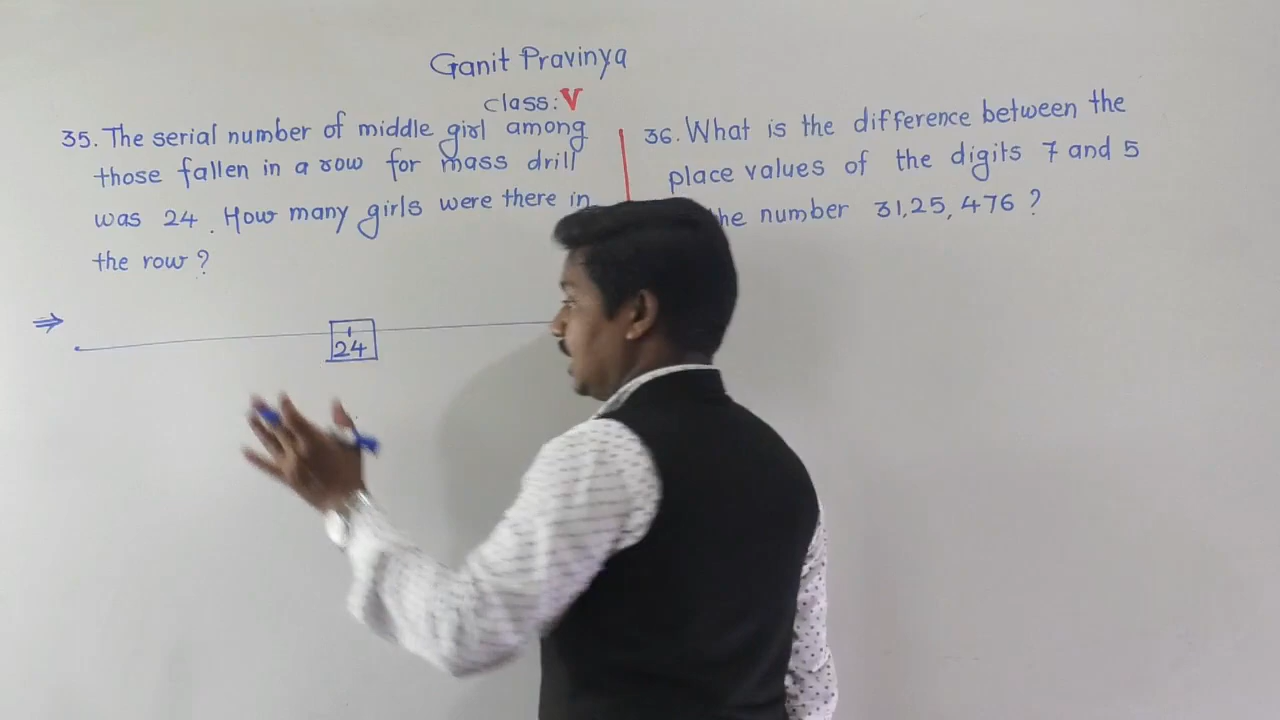 Ganit Pravinya
class: V
35. The serial number of middle girl among
those fallen in a row for mass drill
was 24. How many girls were there in
the row?
⇒
24
36. What is the difference between the
place values of the digits 7 and 5
the number 31,25,476?